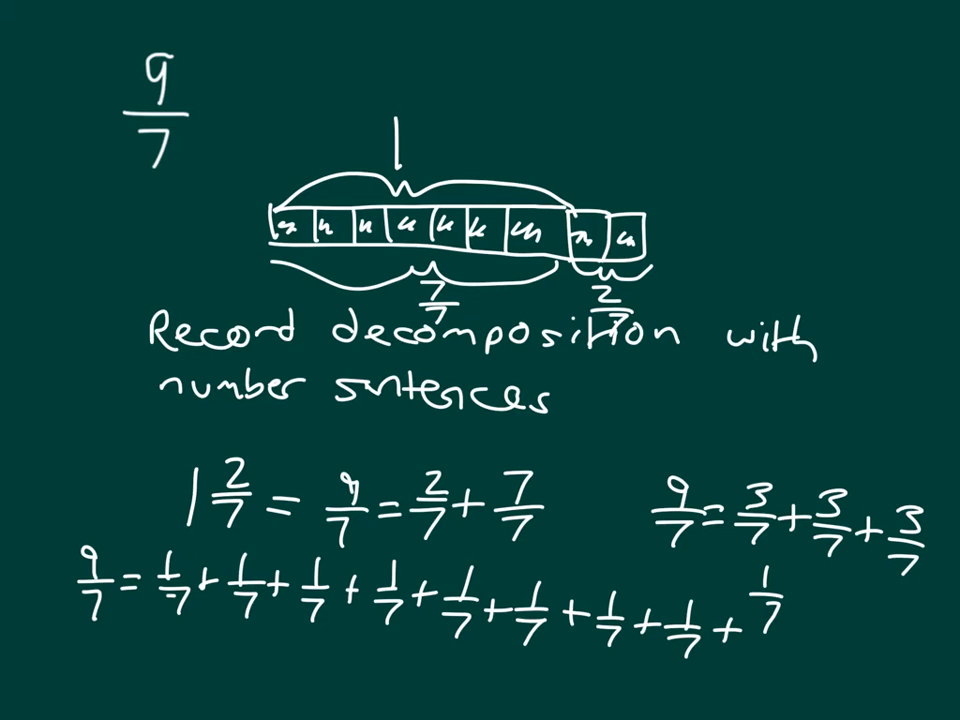 9/7
1
7/7 2/7
Record decomposition with
number sentences
1 2/7 = 9/7 = 2/7 + 7/7
9/7 = 3/7 + 3/7 + 3/7
9/7 = 1/7 + 1/7 + 1/7 + 1/7 + 1/7 + 1/7 + 1/7 + 1/7 + 1/7